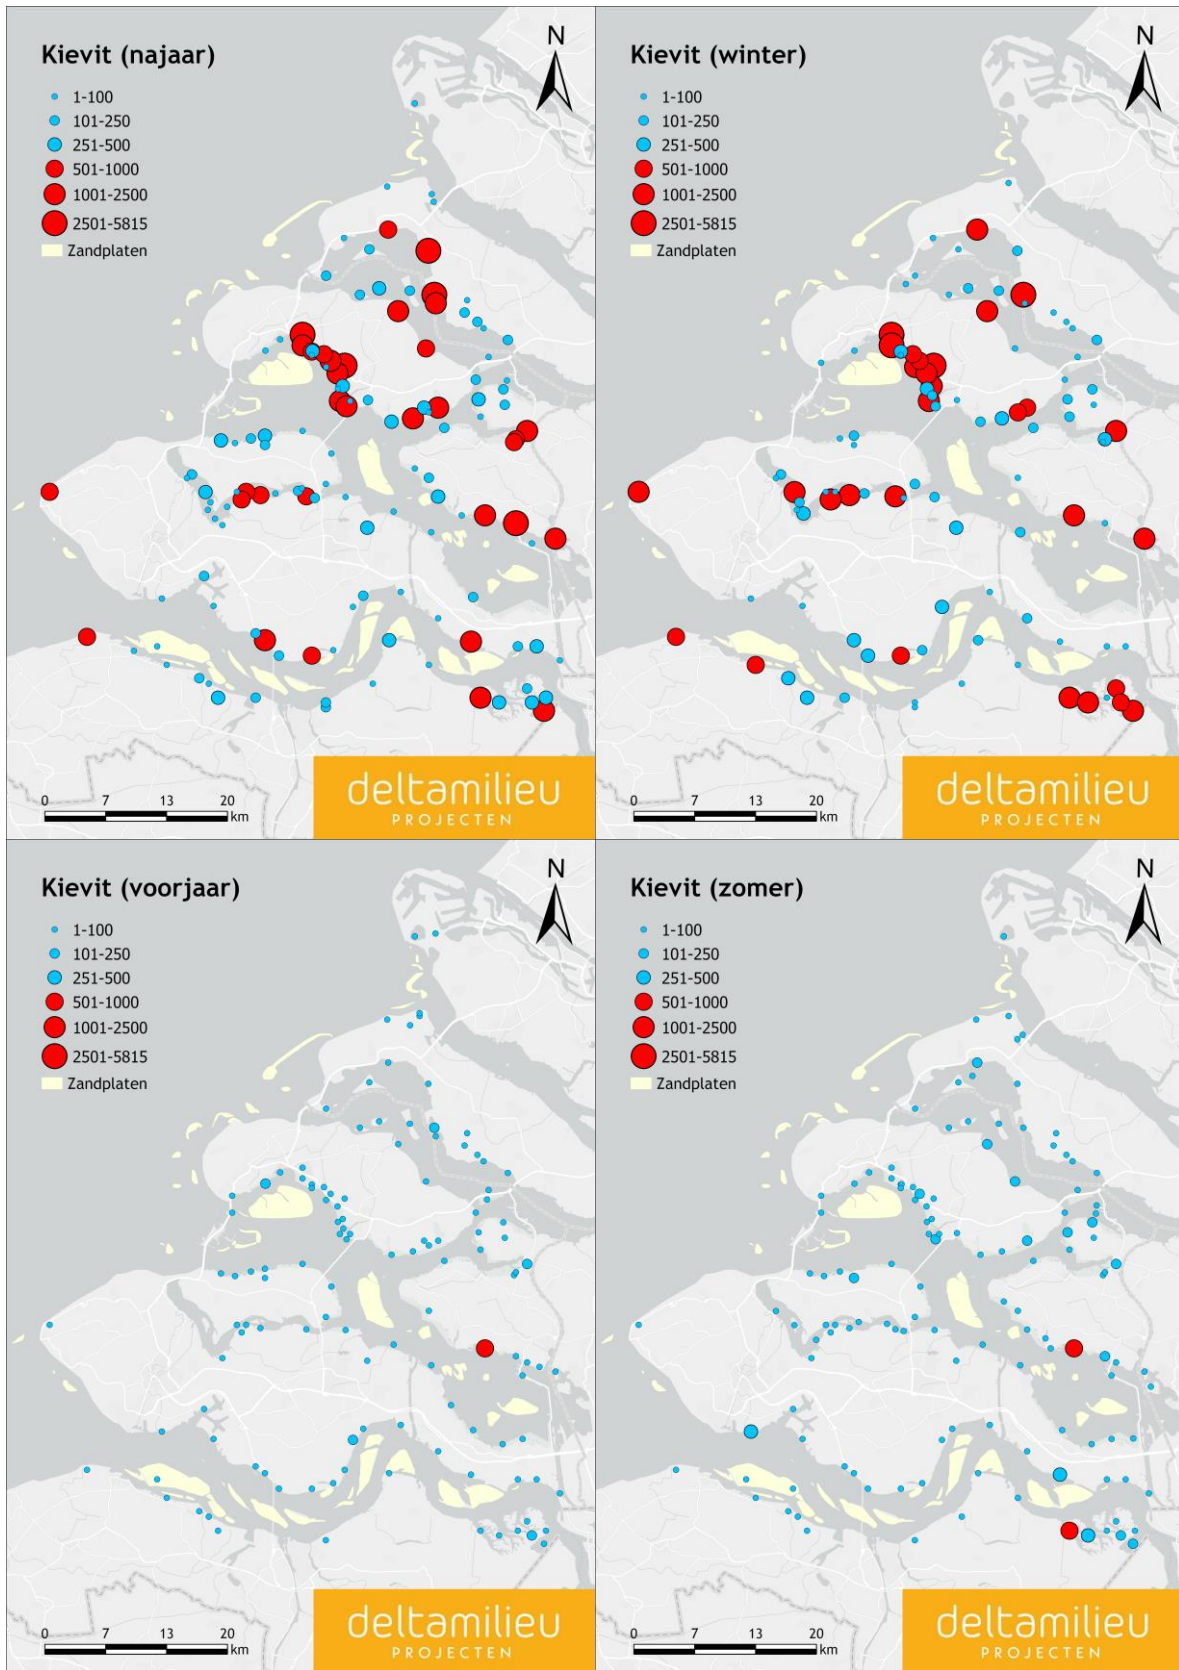 Kievit (najaar)
N
1-100
101-250
251-500
501-1000
1001-2500
2501-5815
Zandplaten
deltamilieu
PROJECTEN
0 7 13 20
km
Kievit (winter)
N
1-100
101-250
251-500
501-1000
1001-2500
2501-5815
Zandplaten
deltamilieu
PROJECTEN
0 7 13 20
km
Kievit (voorjaar)
N
1-100
101-250
251-500
501-1000
1001-2500
2501-5815
Zandplaten
deltamilieu
PROJECTEN
0 7 13 20
km
Kievit (zomer)
N
1-100
101-250
251-500
501-1000
1001-2500
2501-5815
Zandplaten
deltamilieu
PROJECTEN
0 7 13 20
km